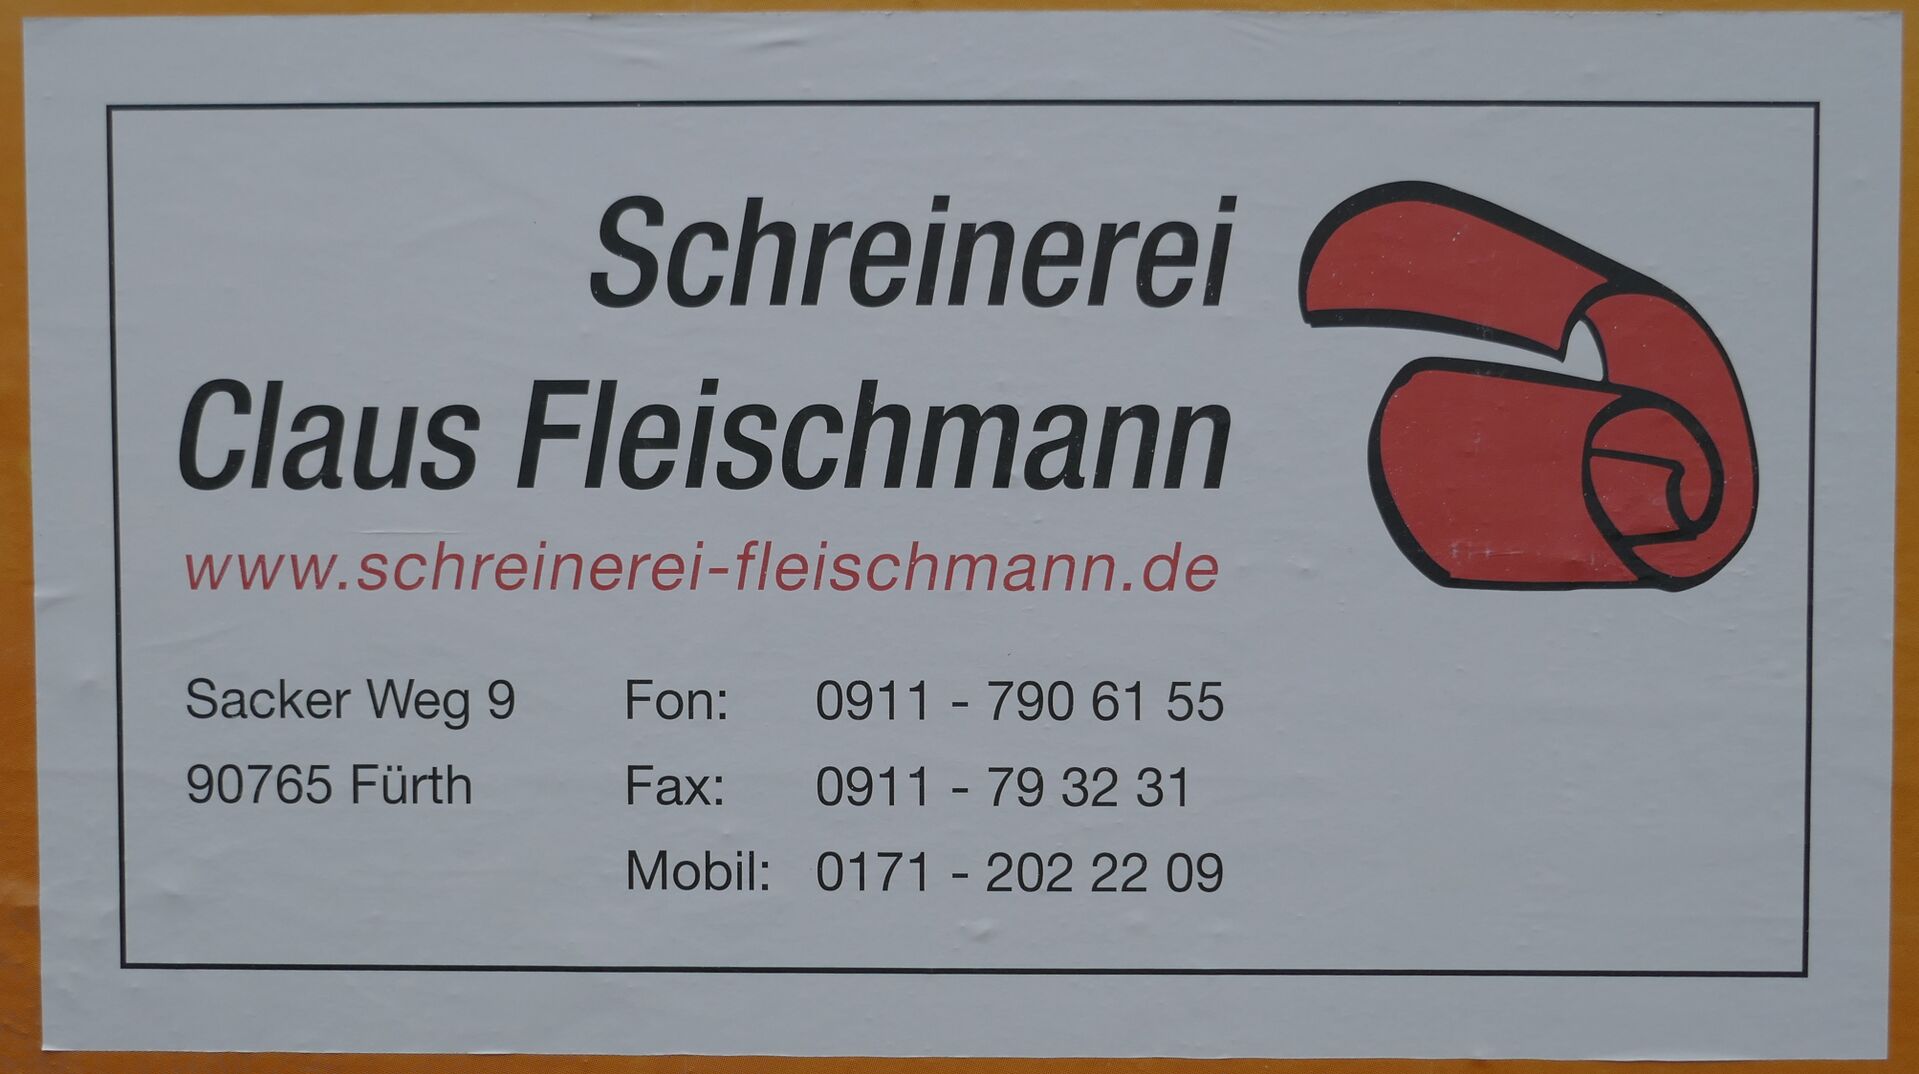 Schreinerei
Claus Fleischmann
www.schreinerei-fleischmann.de
Sacker Weg 9 Fon: 0911 - 790 61 55
90765 Fürth Fax: 0911 - 79 32 31
Mobil: 0171 - 202 22 09